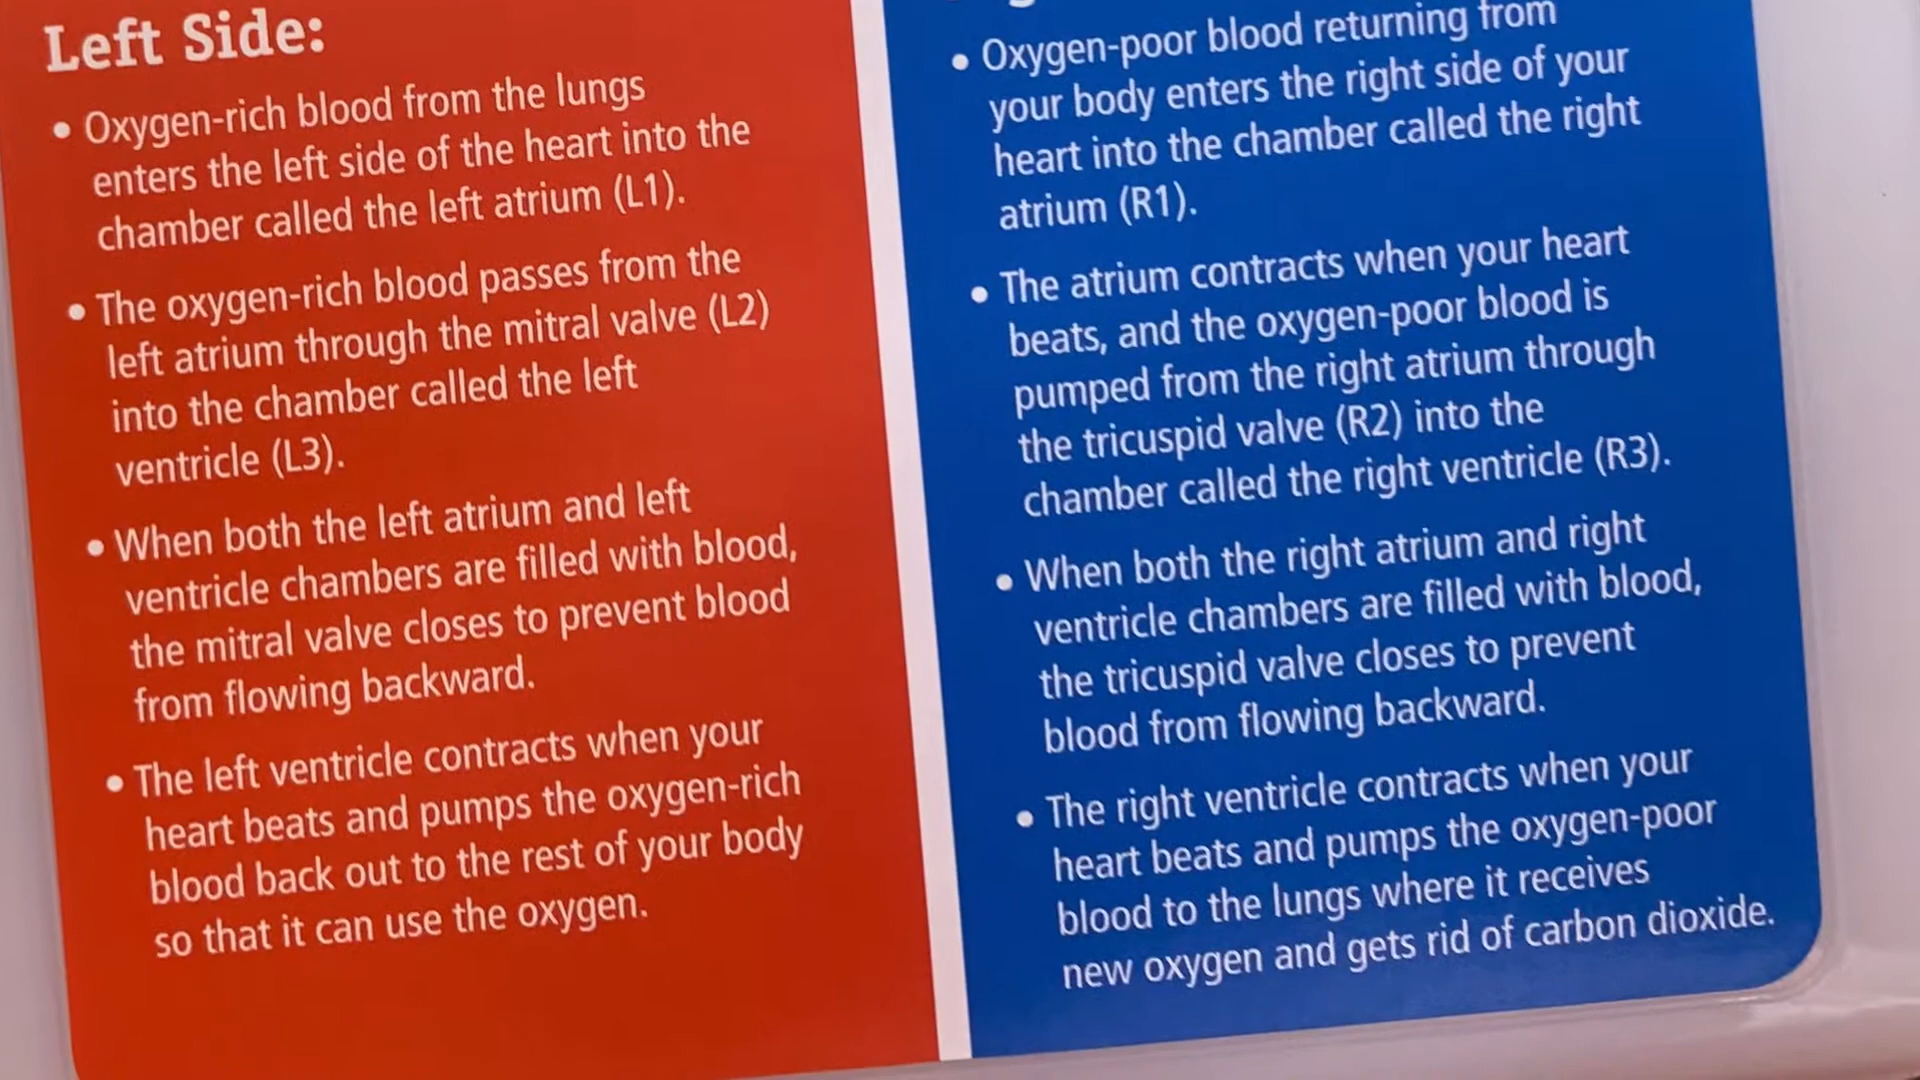 Left Side:
• Oxygen-rich blood from the lungs
enters the left side of the heart into the
chamber called the left atrium (L1).
• The oxygen-rich blood passes from the
left atrium through the mitral valve (L2)
into the chamber called the left
ventricle (L3).
• When both the left atrium and left
ventricle chambers are filled with blood,
the mitral valve closes to prevent blood
from flowing backward.
• The left ventricle contracts when your
heart beats and pumps the oxygen-rich
blood back out to the rest of your body
so that it can use the oxygen.
• Oxygen-poor blood returning from
your body enters the right side of your
heart into the chamber called the right
atrium (R1).
• The atrium contracts when your heart
beats, and the oxygen-poor blood is
pumped from the right atrium through
the tricuspid valve (R2) into the
chamber called the right ventricle (R3).
• When both the right atrium and right
ventricle chambers are filled with blood,
the tricuspid valve closes to prevent
blood from flowing backward.
• The right ventricle contracts when your
heart beats and pumps the oxygen-poor
blood to the lungs where it receives
new oxygen and gets rid of carbon dioxide.